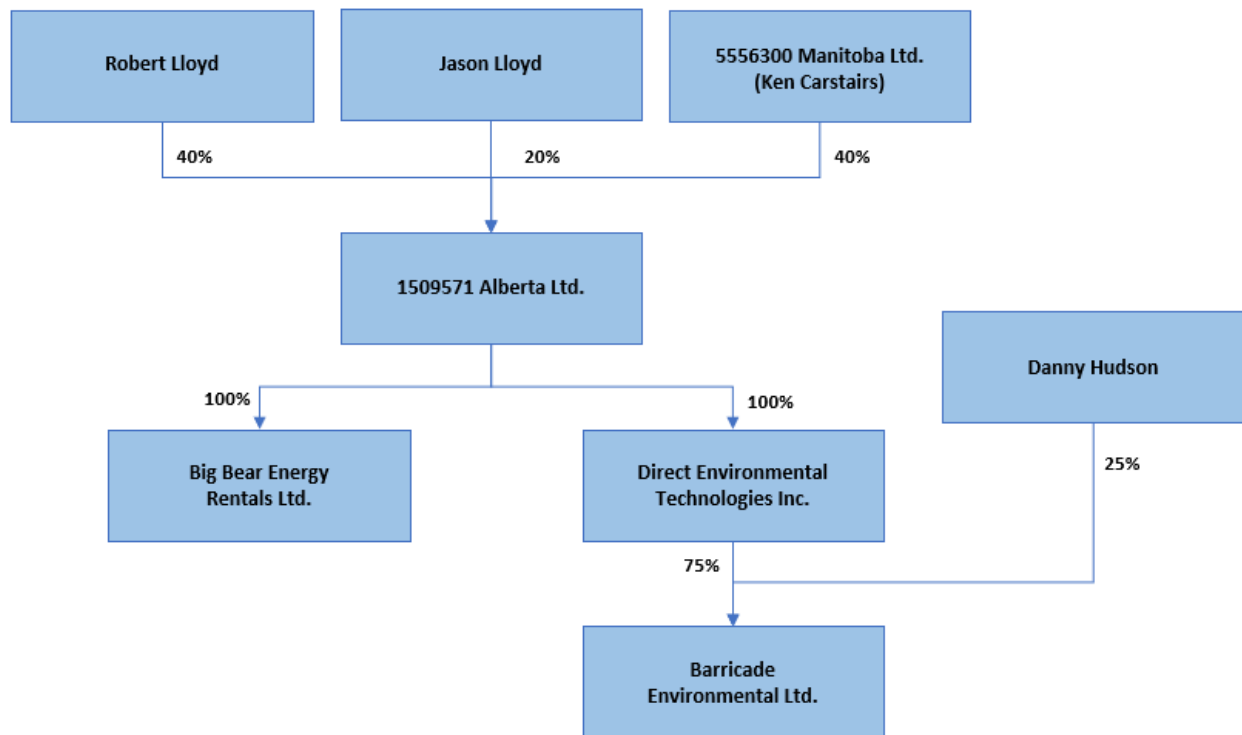 Robert Lloyd
Jason Lloyd
5556300 Manitoba Ltd.
(Ken Carstairs)
40%
20%
40%
1509571 Alberta Ltd.
Danny Hudson
100%
100%
Big Bear Energy
Rentals Ltd.
Direct Environmental
Technologies Inc.
25%
75%
Barricade
Environmental Ltd.